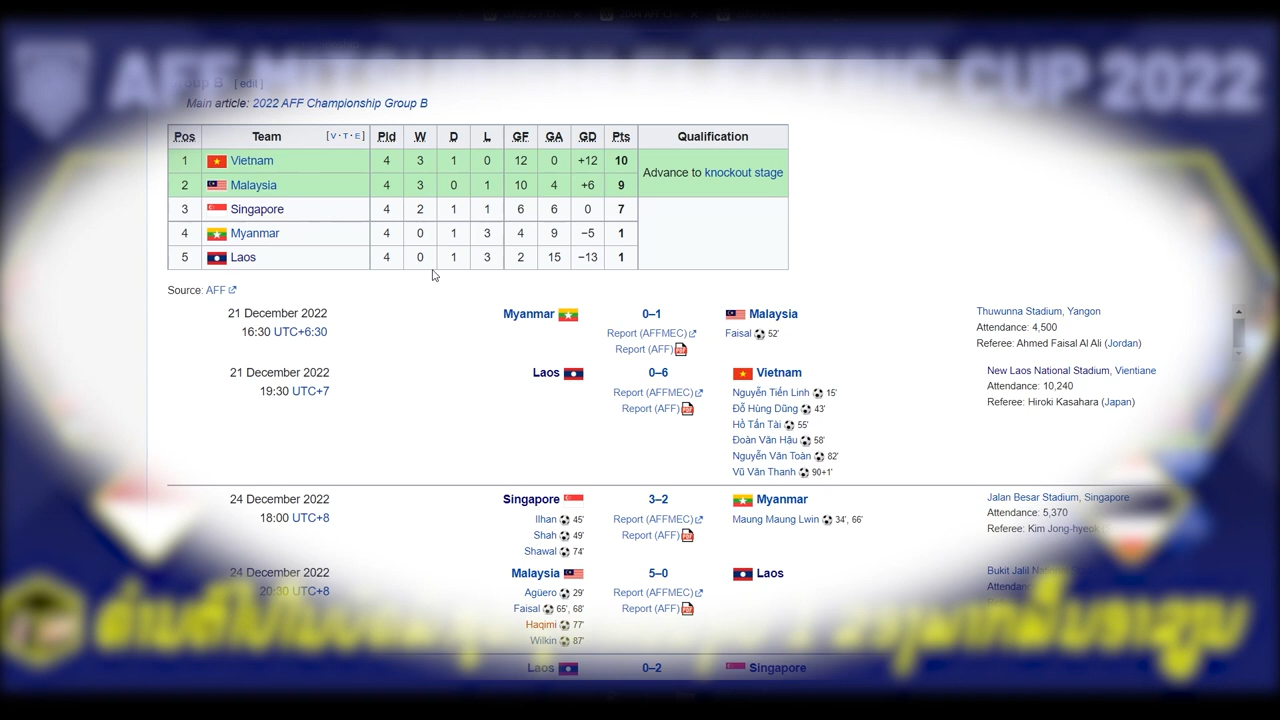 CUP 2022
[ edit ]
Main article: 2022 AFF Championship Group B
Pos Team [V·T·E] Pld W D L GF GA GD Pts Qualification
1 Vietnam 4 3 1 0 12 0 +12 10 Advance to knockout stage
2 Malaysia 4 3 0 1 10 4 +6 9
3 Singapore 4 2 1 1 6 6 0 7
4 Myanmar 4 0 1 3 4 9 −5 1
5 Laos 4 0 1 3 2 15 −13 1
Source: AFF
21 December 2022 Myanmar 0–1 Malaysia Thuwunna Stadium, Yangon
16:30 UTC+6:30 Report (AFFMEC) Faisal 52' Attendance: 4,500
Report (AFF) Referee: Ahmed Faisal Al Ali (Jordan)
21 December 2022 Laos 0–6 Vietnam New Laos National Stadium, Vientiane
19:30 UTC+7 Report (AFFMEC) Nguyễn Tiến Linh 15' Attendance: 10,240
Report (AFF) Đỗ Hùng Dũng 43' Referee: Hiroki Kasahara (Japan)
Hồ Tấn Tài 55'
Đoàn Văn Hậu 58'
Nguyễn Văn Toàn 82'
Vũ Văn Thanh 90+1'
24 December 2022 Singapore 3–2 Myanmar Jalan Besar Stadium, Singapore
18:00 UTC+8 Ilhan 45' Report (AFFMEC) Maung Maung Lwin 34', 66' Attendance: 5,370
Shah 49' Report (AFF) Referee: Kim Jong-hyeok
Shawal 74'
24 December 2022 Malaysia 5–0 Laos Bukit Jalil
20:30 UTC+8 Agüero 29' Report (AFFMEC)
Faisal 65', 68' Report (AFF)
Haqimi 77'
Wilkin 87'
Laos 0–2 Singapore